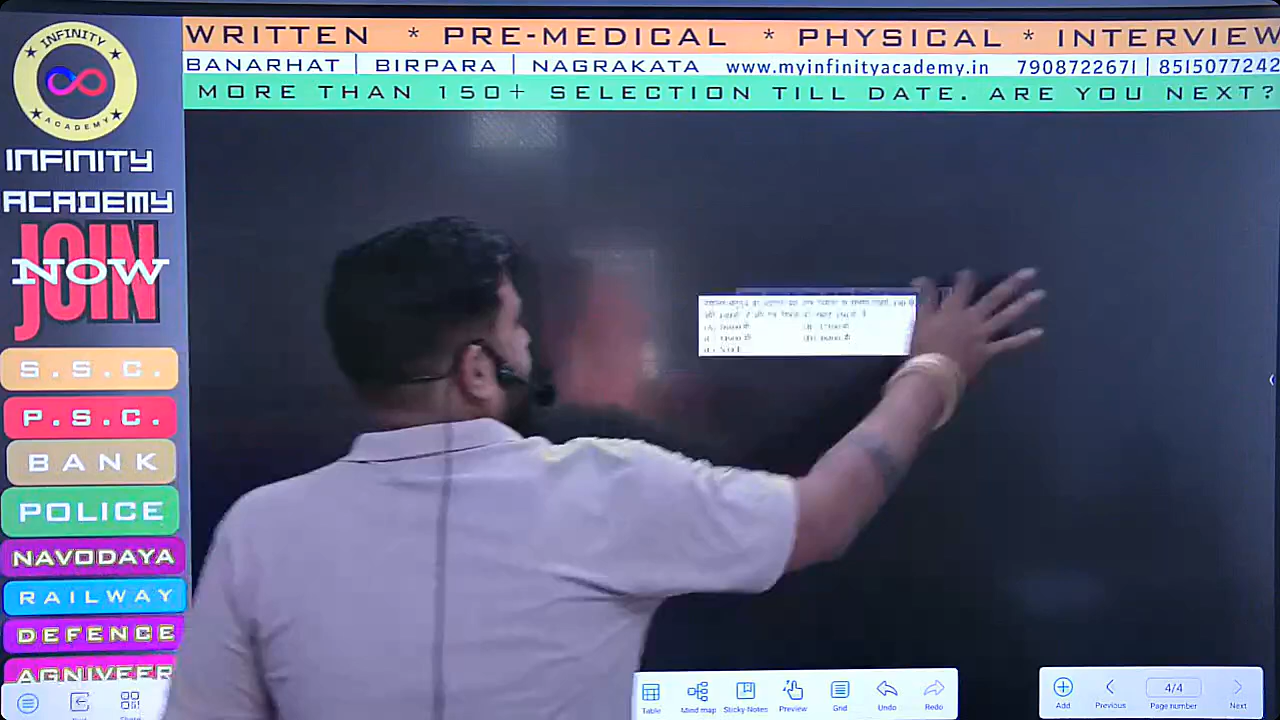 WRITTEN * PRE-MEDICAL * PHYSICAL * INTERVIEW
BANARHAT | BIRPARA | NAGRAKATA www.myinfinityacademy.in 7908722671 | 8515077242
MORE THAN 150+ SELECTION TILL DATE. ARE YOU NEXT?
INFINITY
ACADEMY
INFINITY
ACADEMY
JOIN
NOW
S.S.C.
P.S.C.
BANK
POLICE
NAVODAYA
RAILWAY
DEFENCE
AGNIVEER
Table
Mind map
Sticky-Notes
Preview
Grid
Undo
Redo
Add
Previous
4/4
Page number
Next